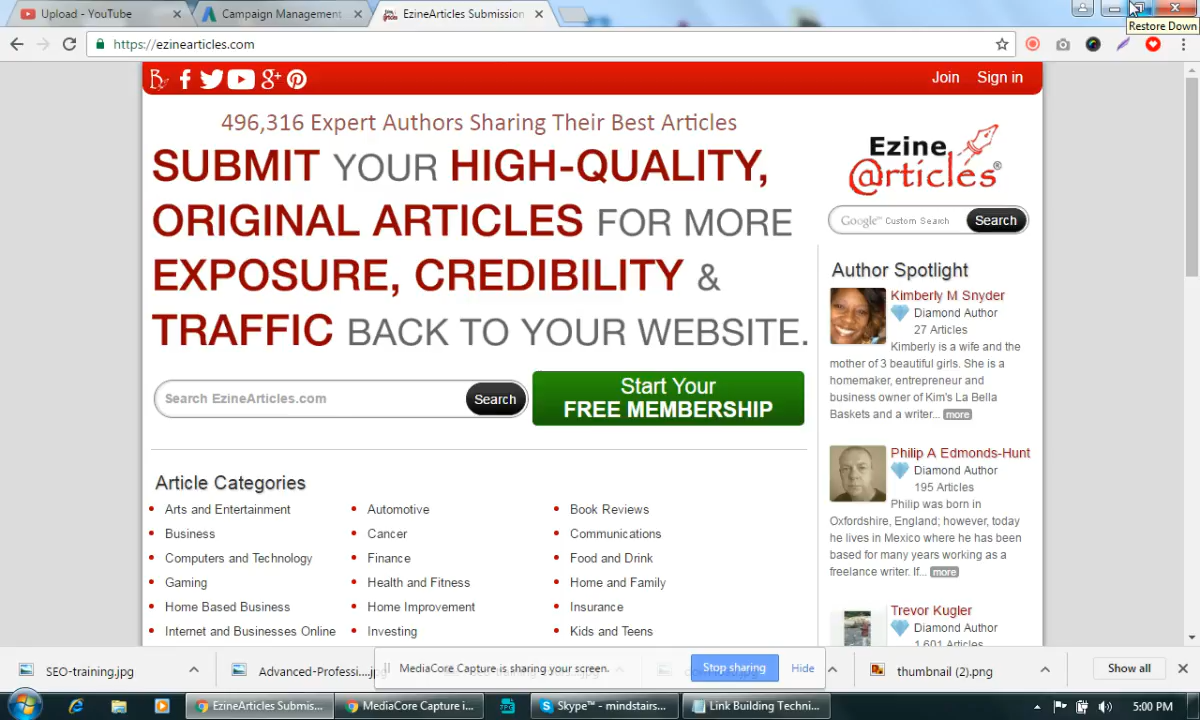 Upload - YouTube
Campaign Management
EzineArticles Submission
Restore Down
https://ezinearticles.com
Join
Sign in
496,316 Expert Authors Sharing Their Best Articles
SUBMIT YOUR HIGH-QUALITY,
ORIGINAL ARTICLES FOR MORE
EXPOSURE, CREDIBILITY &
TRAFFIC BACK TO YOUR WEBSITE.
Search EzineArticles.com
Search
Start Your
FREE MEMBERSHIP
Article Categories
Arts and Entertainment
Automotive
Book Reviews
Business
Cancer
Communications
Computers and Technology
Finance
Food and Drink
Gaming
Health and Fitness
Home and Family
Home Based Business
Home Improvement
Insurance
Internet and Businesses Online
Investing
Kids and Teens
Ezine
@rticles®
Google™ Custom Search
Search
Author Spotlight
Kimberly M Snyder
Diamond Author
27 Articles
Kimberly is a wife and the
mother of 3 beautiful girls. She is a
homemaker, entrepreneur and
business owner of Kim's La Bella
Baskets and a writer... more
Philip A Edmonds-Hunt
Diamond Author
195 Articles
Philip was born in
Oxfordshire, England; however, today
he lives in Mexico where he has been
based for many years working as a
freelance writer. If... more
Trevor Kugler
Diamond Author
1,601 Articles
SEO-training.jpg
Advanced-Professi....jpg
MediaCore Capture is sharing your screen.
Stop sharing
Hide
thumbnail (2).png
Show all
EzineArticles Submis...
MediaCore Capture i...
Skype™ - mindstairs...
Link Building Techni...
5:00 PM